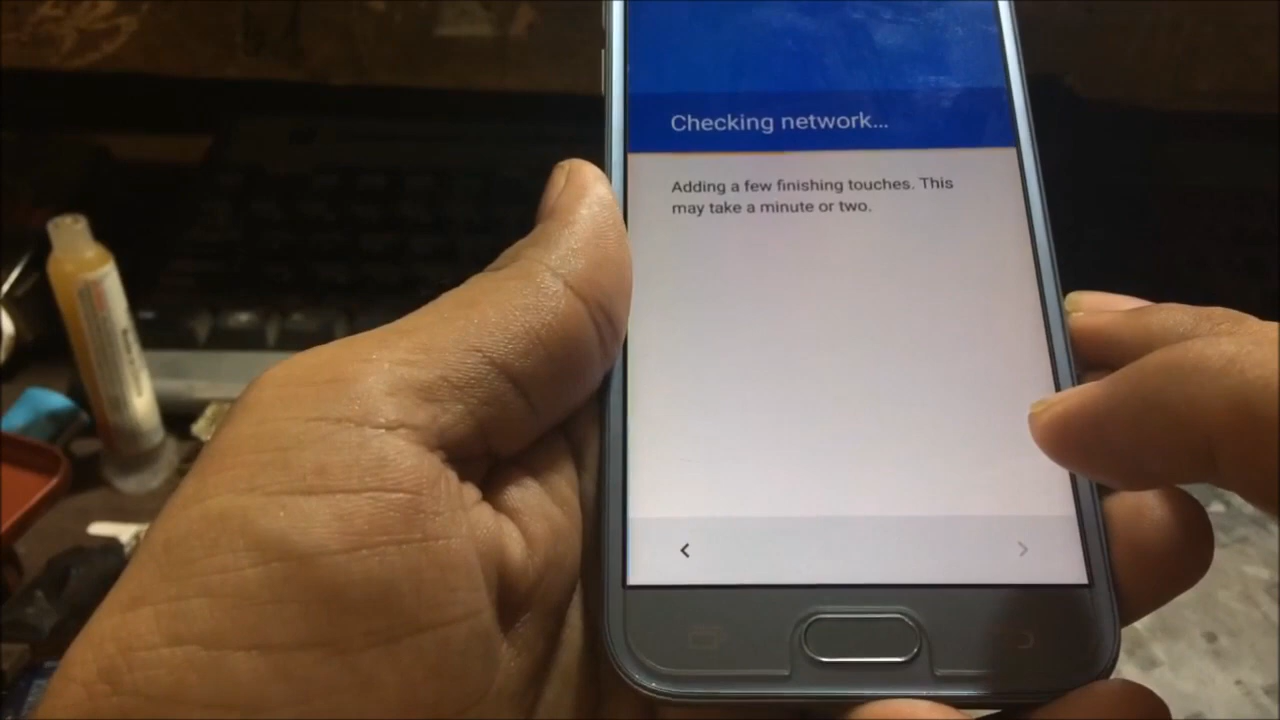 Checking network...
Adding a few finishing touches. This
may take a minute or two.